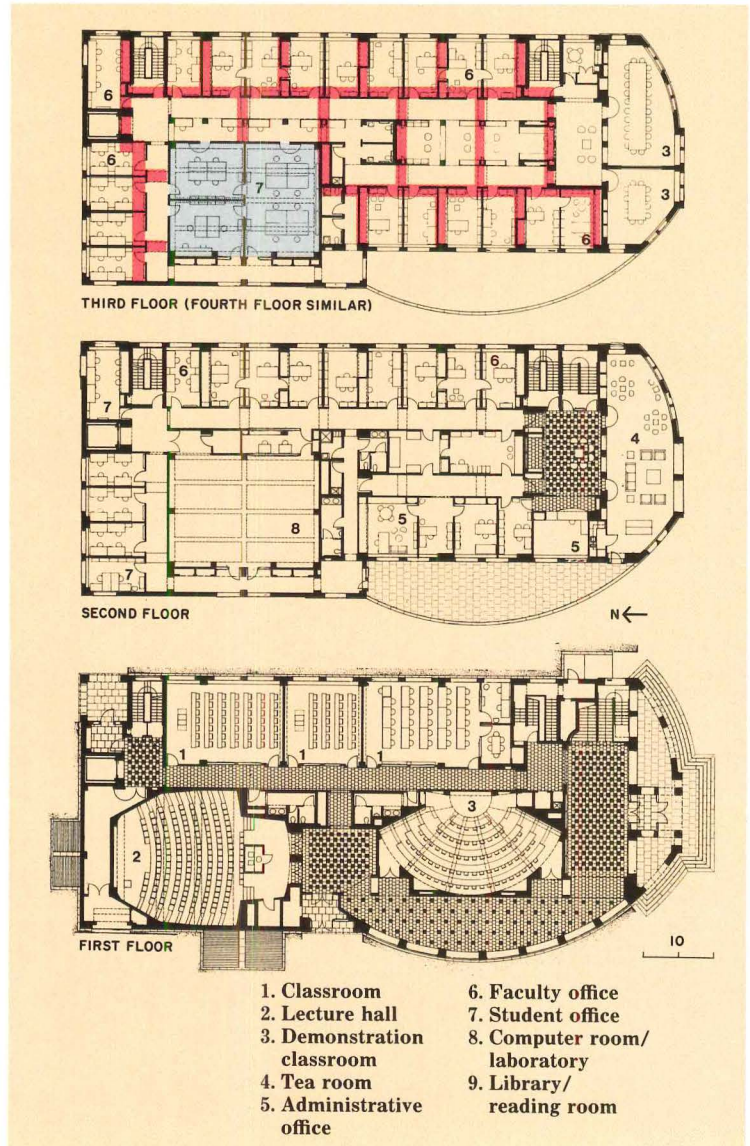 6
6
7
6
3
3
6
THIRD FLOOR (FOURTH FLOOR SIMILAR)
7
6
6
4
8
5
5
7
SECOND FLOOR
N
1
1
1
3
2
FIRST FLOOR
10
1. Classroom
2. Lecture hall
3. Demonstration
classroom
4. Tea room
5. Administrative
office
6. Faculty office
7. Student office
8. Computer room/
laboratory
9. Library/
reading room